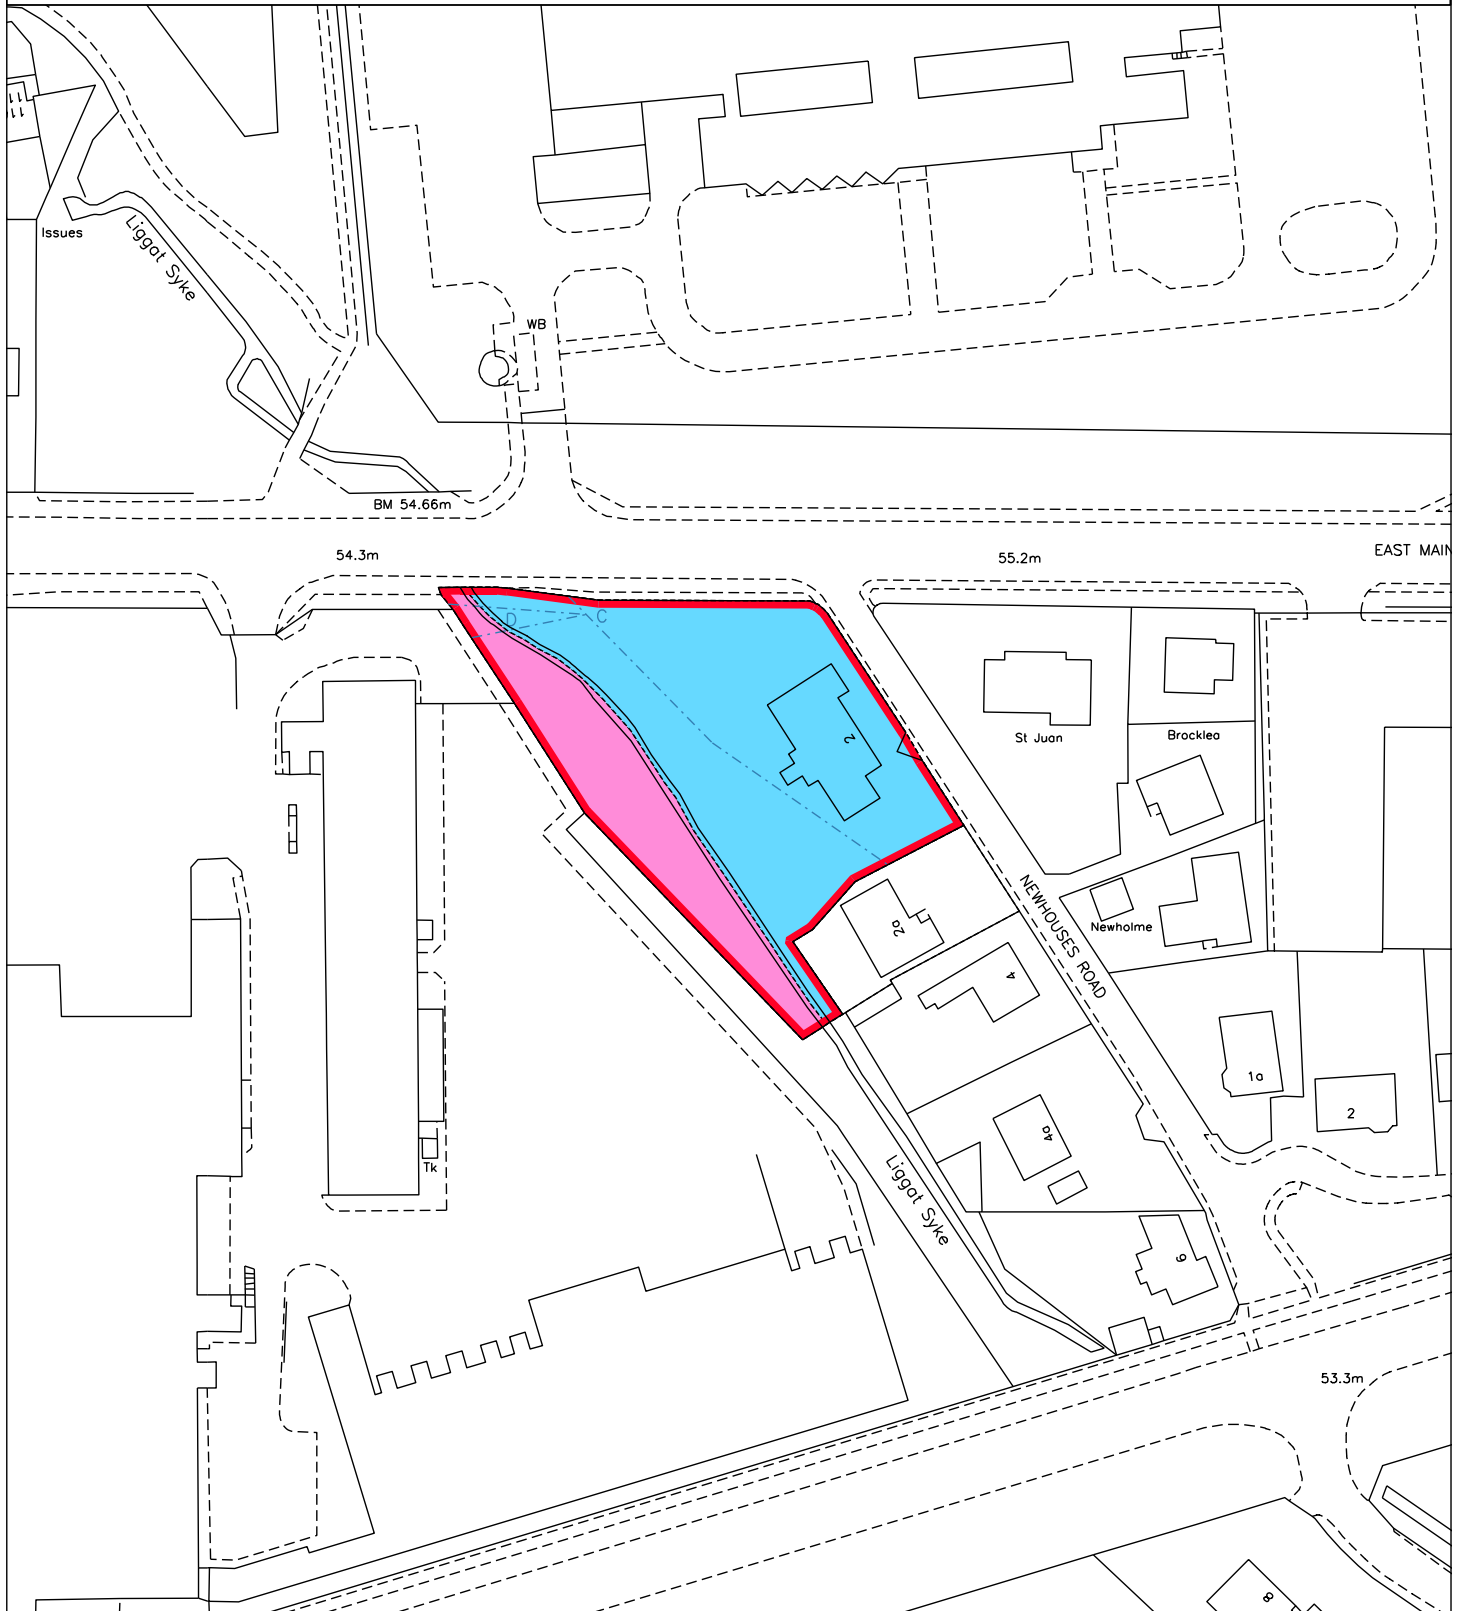 Issues
Liggat Syke
WB
BM 54.66m
54.3m
55.2m
EAST MAIN
D
C
2
St Juan
Brocklea
NEWHOUSES ROAD
Newholme
2a
4
1a
2
4a
Tk
Liggat Syke
6
53.3m
8